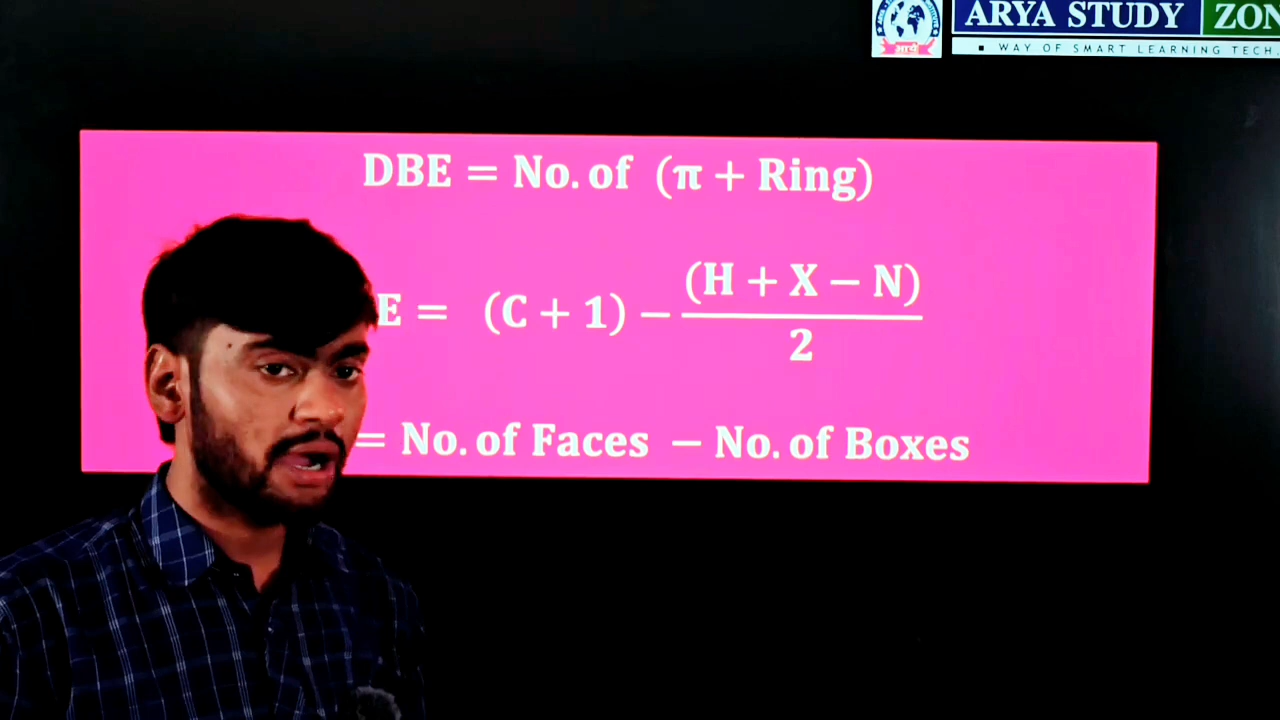 ARYA STUDY ZON
▪ WAY OF SMART LEARNING TECH.
आर्य
DBE = No. of (π + Ring)
E = (C + 1) − (H + X − N)
2
= No. of Faces − No. of Boxes